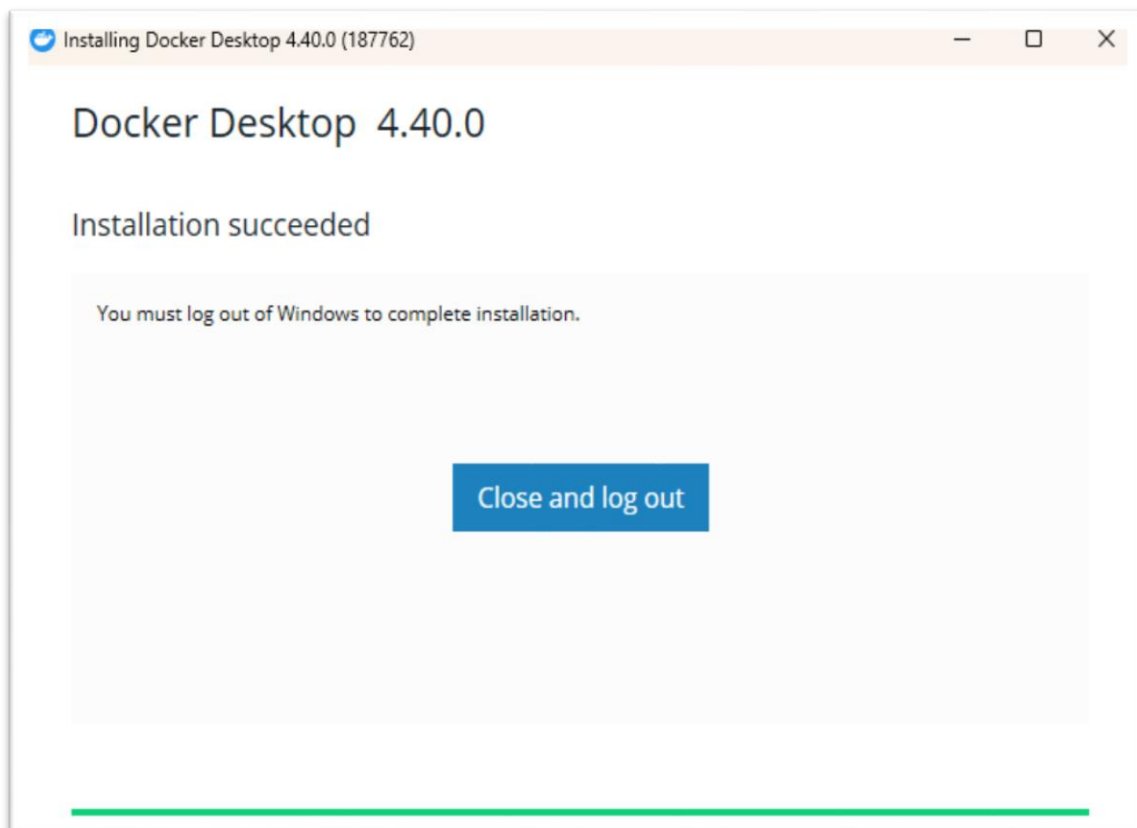 Installing Docker Desktop 4.40.0 (187762)
Docker Desktop 4.40.0
Installation succeeded
You must log out of Windows to complete installation.
Close and log out